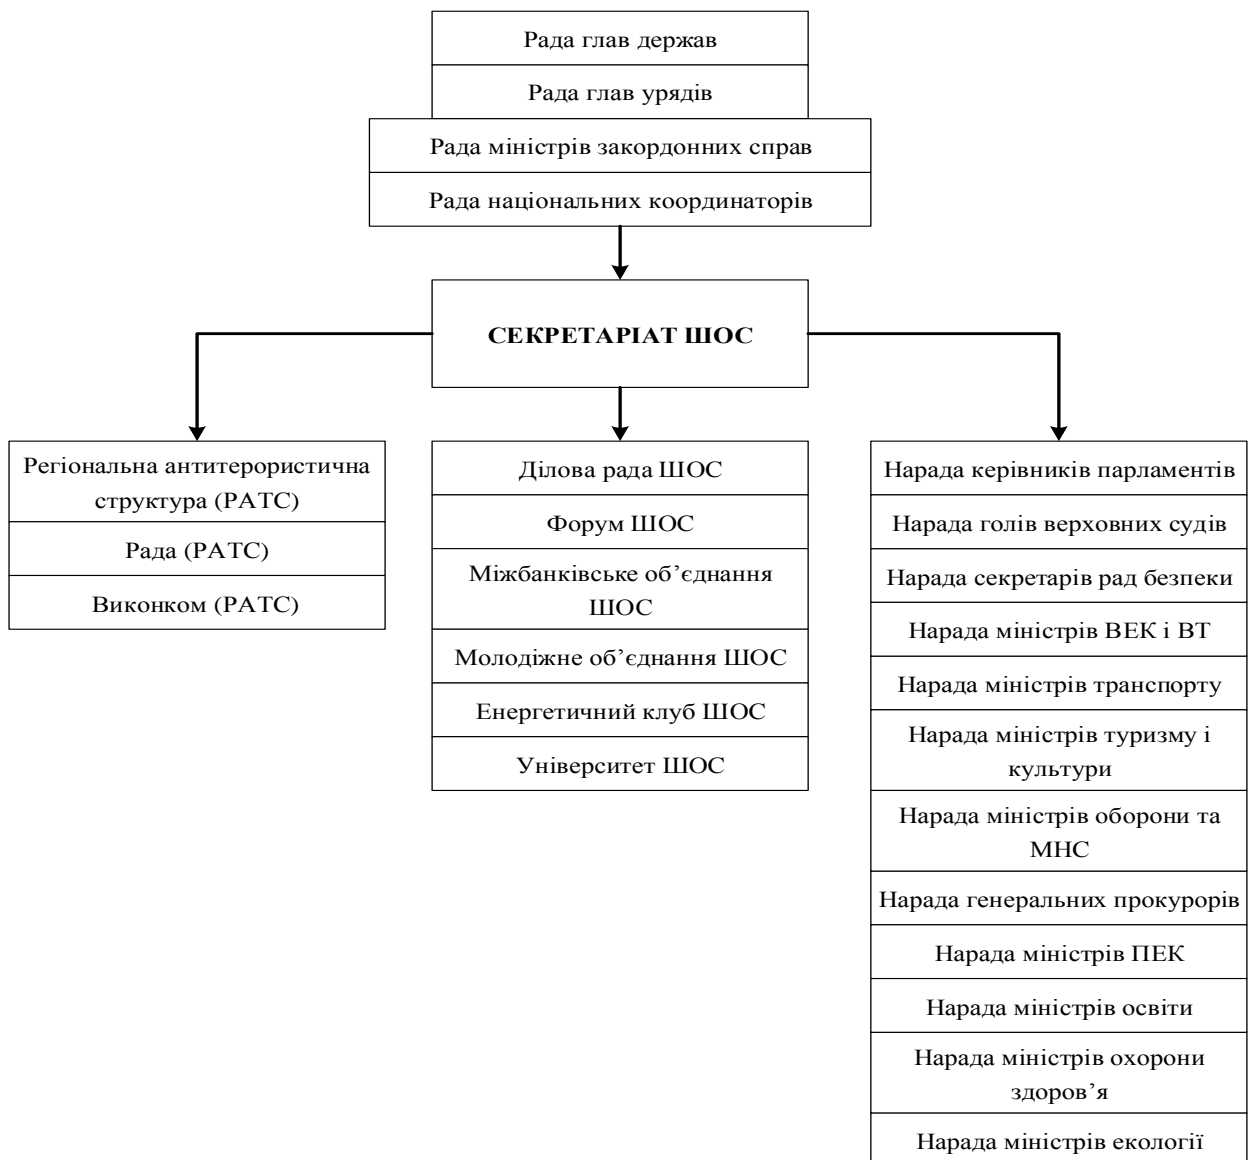 Рада глав держав
Рада глав урядів
Рада міністрів закордонних справ
Рада національних координаторів
СЕКРЕТАРІАТ ШОС
Регіональна антитерористична
структура (РАТС)
Рада (РАТС)
Виконком (РАТС)
Ділова рада ШОС
Форум ШОС
Міжбанківське об’єднання
ШОС
Молодіжне об’єднання ШОС
Енергетичний клуб ШОС
Університет ШОС
Нарада керівників парламентів
Нарада голів верховних судів
Нарада секретарів рад безпеки
Нарада міністрів ВЕК і ВТ
Нарада міністрів транспорту
Нарада міністрів туризму і
культури
Нарада міністрів оборони та
МНС
Нарада генеральних прокурорів
Нарада міністрів ПЕК
Нарада міністрів освіти
Нарада міністрів охорони
здоров’я
Нарада міністрів екології